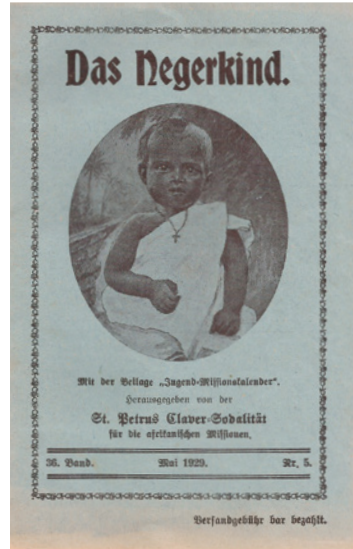 Das Negerkind.
Mit der Beilage „Jugend-Missionskalender“.
Herausgegeben von der
St. Petrus Claver-Sodalität
für die afrikanischen Missionen.
36. Band. Mai 1929. Nr. 5.
Versandgebühr bar bezahlt.